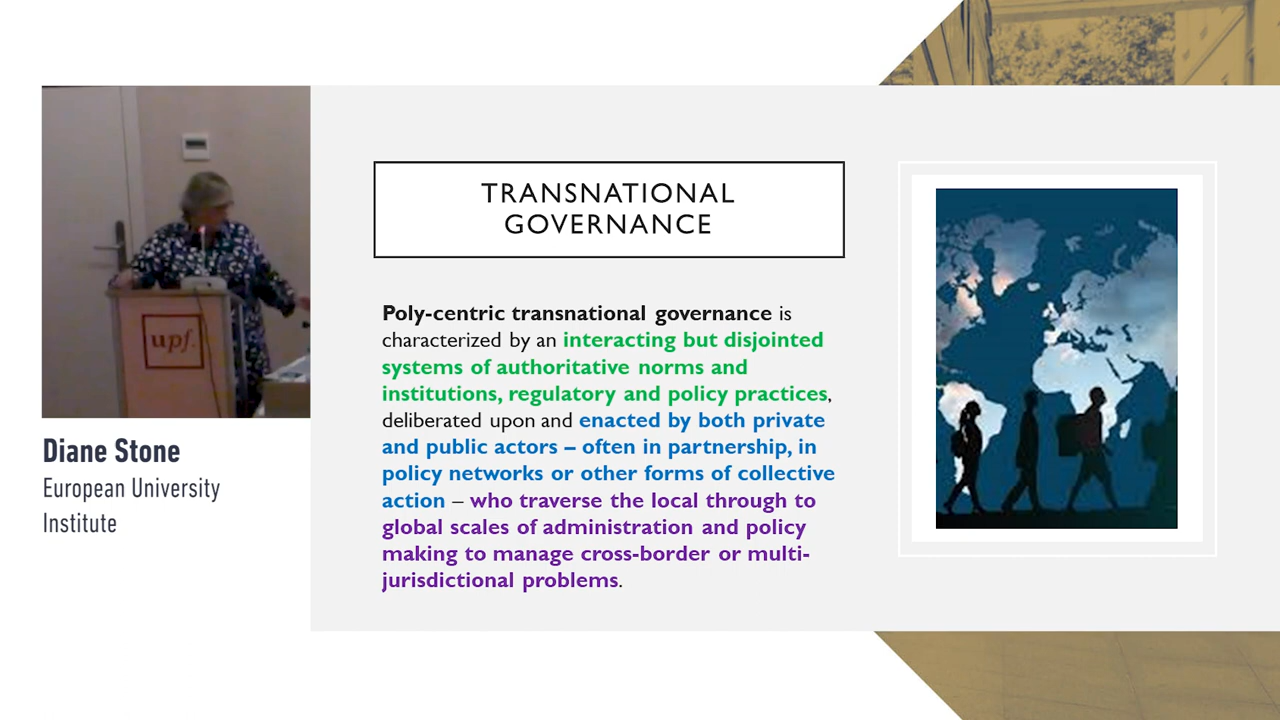 upf.
Diane Stone
European University
Institute
TRANSNATIONAL
GOVERNANCE
Poly-centric transnational governance is
characterized by an interacting but disjointed
systems of authoritative norms and
institutions, regulatory and policy practices,
deliberated upon and enacted by both private
and public actors – often in partnership, in
policy networks or other forms of collective
action – who traverse the local through to
global scales of administration and policy
making to manage cross-border or multi-
jurisdictional problems.